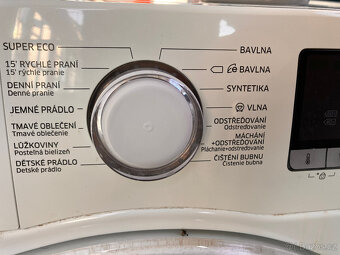 SUPER ECO
15' RYCHLÉ PRANÍ
15' rýchle pranie
DENNÍ PRANÍ
Denné pranie
JEMNÉ PRÁDLO
TMAVÉ OBLEČENÍ
Tmavé oblečenie
LŮŽKOVINY
Posteľná bielizeň
DĚTSKÉ PRÁDLO
Detské prádlo
BAVLNA
BAVLNA
SYNTETIKA
VLNA
ODSTŘEĎOVÁNÍ
Odstreďovanie
MÁCHÁNÍ
+ODSTŘEĎOVÁNÍ
Pláchanie+odstreďovanie
ČIŠTĚNÍ BUBNU
Čistenie bubna